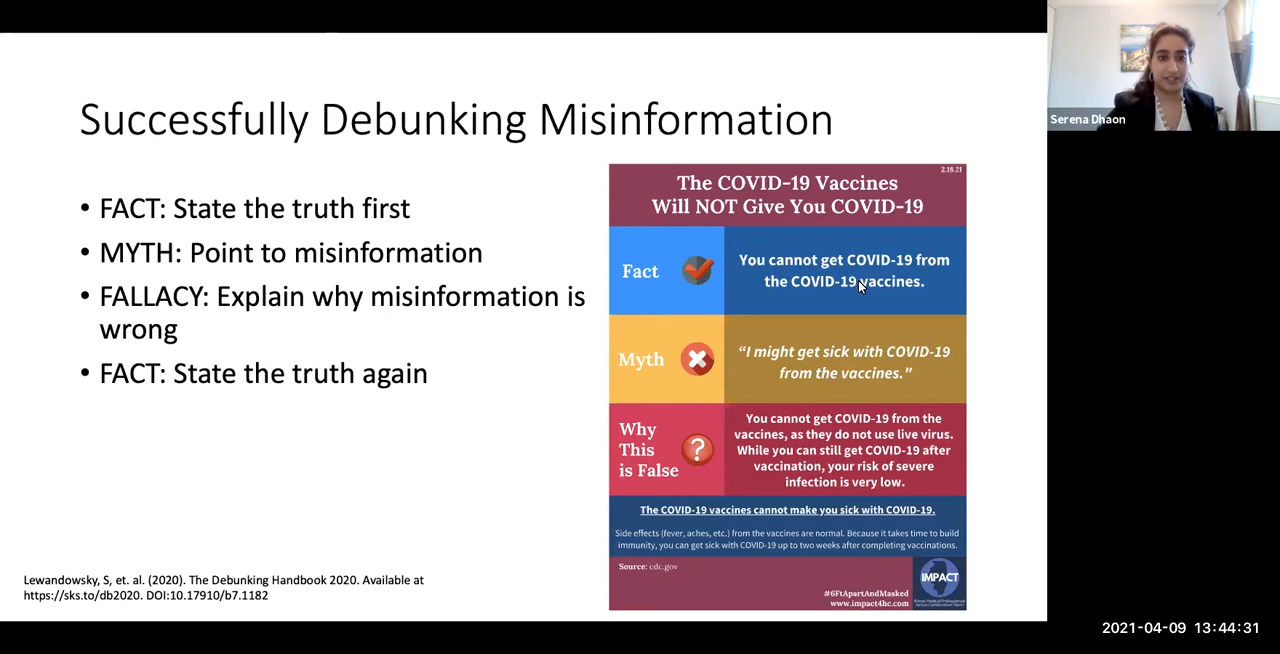 Successfully Debunking Misinformation
• FACT: State the truth first
• MYTH: Point to misinformation
• FALLACY: Explain why misinformation is
wrong
• FACT: State the truth again
Lewandowsky, S, et. al. (2020). The Debunking Handbook 2020. Available at
https://sks.to/db2020. DOI:10.17910/b7.1182
2.18.21
The COVID-19 Vaccines
Will NOT Give You COVID-19
Fact
You cannot get COVID-19 from
the COVID-19 vaccines.
Myth
“I might get sick with COVID-19
from the vaccines."
Why
This
is False
?
You cannot get COVID-19 from the
vaccines, as they do not use live virus.
While you can still get COVID-19 after
vaccination, your risk of severe
infection is very low.
The COVID-19 vaccines cannot make you sick with COVID-19.
Side effects (fever, aches, etc.) from the vaccines are normal. Because it takes time to build
immunity, you can get sick with COVID-19 up to two weeks after completing vaccinations.
Source: cdc.gov
#6FtApartAndMasked
www.impact4hc.com
IMPACT
Serena Dhaon
2021-04-09 13:44:31